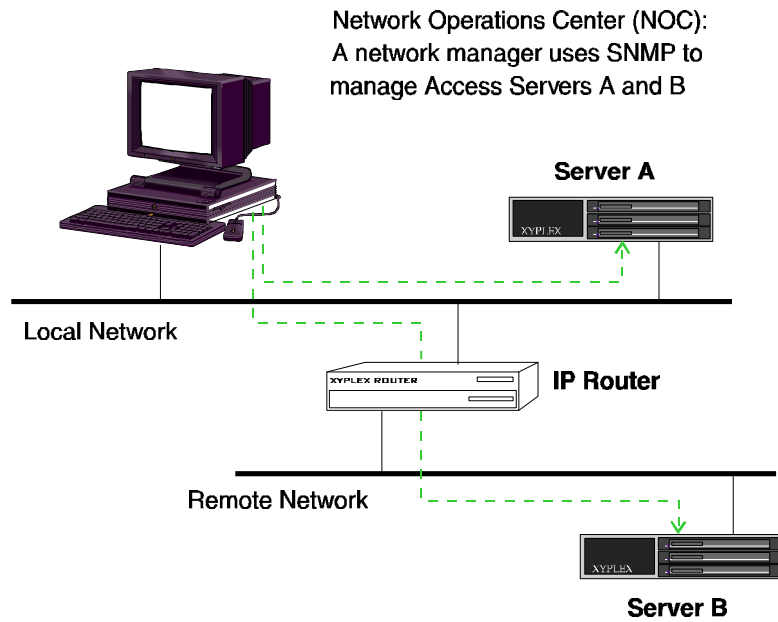 Network Operations Center (NOC):
A network manager uses SNMP to
manage Access Servers A and B
Server A
XYPLEX
Local Network
XYPLEX ROUTER
IP Router
Remote Network
XYPLEX
Server B